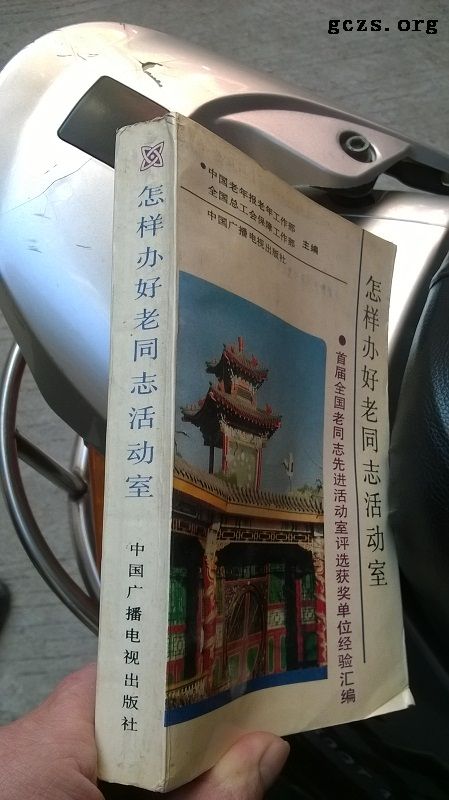 gczs.org
怎样办好老同志活动室
中国广播电视出版社
•中国老年报老年工作部
全国总工会保障工作部 主编
中国广播电视出版社
怎样办好老同志活动室
●首届全国老同志先进活动室评选获奖单位经验汇编